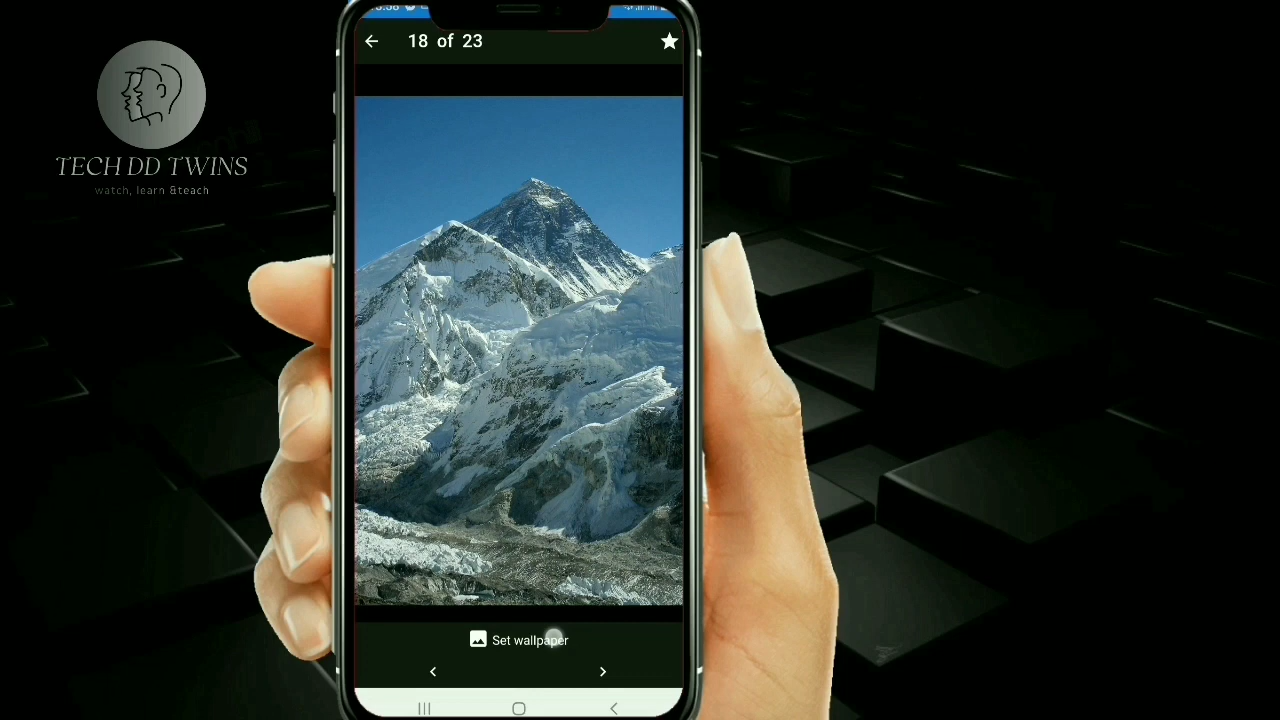 18 of 23
TECH DD TWINS
watch, learn &teach
Set wallpaper